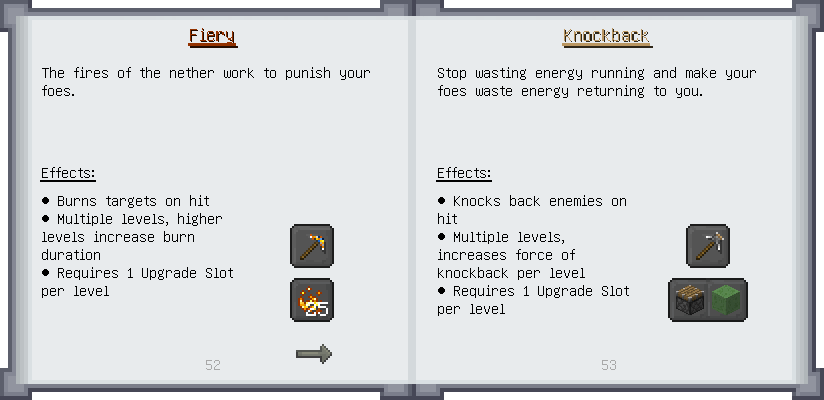 Fiery
The fires of the nether work to punish your
foes.
Effects:
● Burns targets on hit
● Multiple levels, higher
levels increase burn
duration
● Requires 1 Upgrade Slot
per level
25
52
Knockback
Stop wasting energy running and make your
foes waste energy returning to you.
Effects:
● Knocks back enemies on
hit
● Multiple levels,
increases force of
knockback per level
● Requires 1 Upgrade Slot
per level
53